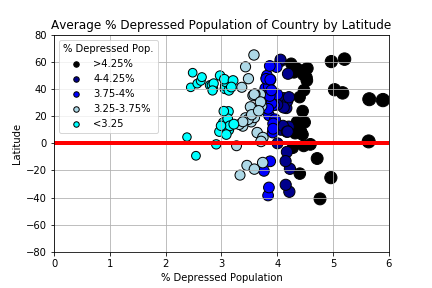 Average % Depressed Population of Country by Latitude
% Depressed Pop.
>4.25%
4-4.25%
3.75-4%
3.25-3.75%
<3.25
Latitude
80
60
40
20
0
−20
−40
−60
−80
0 1 2 3 4 5 6
% Depressed Population